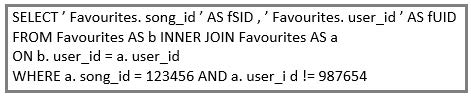 SELECT ’ Favourites. song_id ’ AS fSID , ’ Favourites. user_id ’ AS fUID
FROM Favourites AS b INNER JOIN Favourites AS a
ON b. user_id = a. user_id
WHERE a. song_id = 123456 AND a. user_i d != 987654